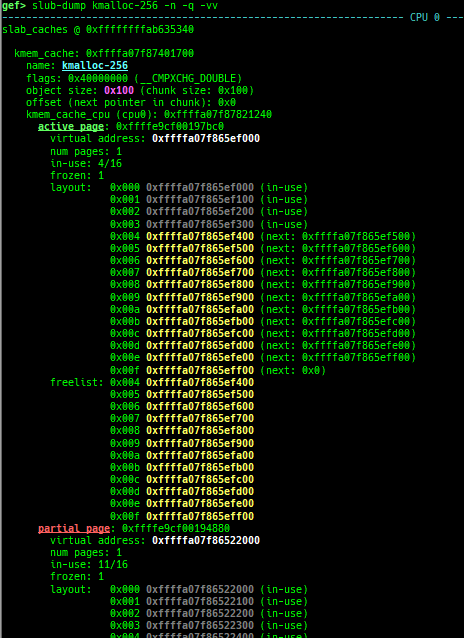 gef> slub-dump kmalloc-256 -n -q -vv
---------------------------------------------------------------- CPU 0 ---
slab_caches @ 0xffffffffab635340
kmem_cache: 0xffffa07f87401700
name: kmalloc-256
flags: 0x40000000 (__CMPXCHG_DOUBLE)
object size: 0x100 (chunk size: 0x100)
offset (next pointer in chunk): 0x0
kmem_cache_cpu (cpu0): 0xffffa07f87821240
active page: 0xffffe9cf00197bc0
virtual address: 0xffffa07f865ef000
num pages: 1
in-use: 4/16
frozen: 1
layout: 0x000 0xffffa07f865ef000 (in-use)
0x001 0xffffa07f865ef100 (in-use)
0x002 0xffffa07f865ef200 (in-use)
0x003 0xffffa07f865ef300 (in-use)
0x004 0xffffa07f865ef400 (next: 0xffffa07f865ef500)
0x005 0xffffa07f865ef500 (next: 0xffffa07f865ef600)
0x006 0xffffa07f865ef600 (next: 0xffffa07f865ef700)
0x007 0xffffa07f865ef700 (next: 0xffffa07f865ef800)
0x008 0xffffa07f865ef800 (next: 0xffffa07f865ef900)
0x009 0xffffa07f865ef900 (next: 0xffffa07f865efa00)
0x00a 0xffffa07f865efa00 (next: 0xffffa07f865efb00)
0x00b 0xffffa07f865efb00 (next: 0xffffa07f865efc00)
0x00c 0xffffa07f865efc00 (next: 0xffffa07f865efd00)
0x00d 0xffffa07f865efd00 (next: 0xffffa07f865efe00)
0x00e 0xffffa07f865efe00 (next: 0xffffa07f865eff00)
0x00f 0xffffa07f865eff00 (next: 0x0)
freelist: 0x004 0xffffa07f865ef400
0x005 0xffffa07f865ef500
0x006 0xffffa07f865ef600
0x007 0xffffa07f865ef700
0x008 0xffffa07f865ef800
0x009 0xffffa07f865ef900
0x00a 0xffffa07f865efa00
0x00b 0xffffa07f865efb00
0x00c 0xffffa07f865efc00
0x00d 0xffffa07f865efd00
0x00e 0xffffa07f865efe00
0x00f 0xffffa07f865eff00
partial page: 0xffffe9cf00194880
virtual address: 0xffffa07f86522000
num pages: 1
in-use: 11/16
frozen: 1
layout: 0x000 0xffffa07f86522000 (in-use)
0x001 0xffffa07f86522100 (in-use)
0x002 0xffffa07f86522200 (in-use)
0x003 0xffffa07f86522300 (in-use)
0x004 0xffffa07f86522400 (in-use)